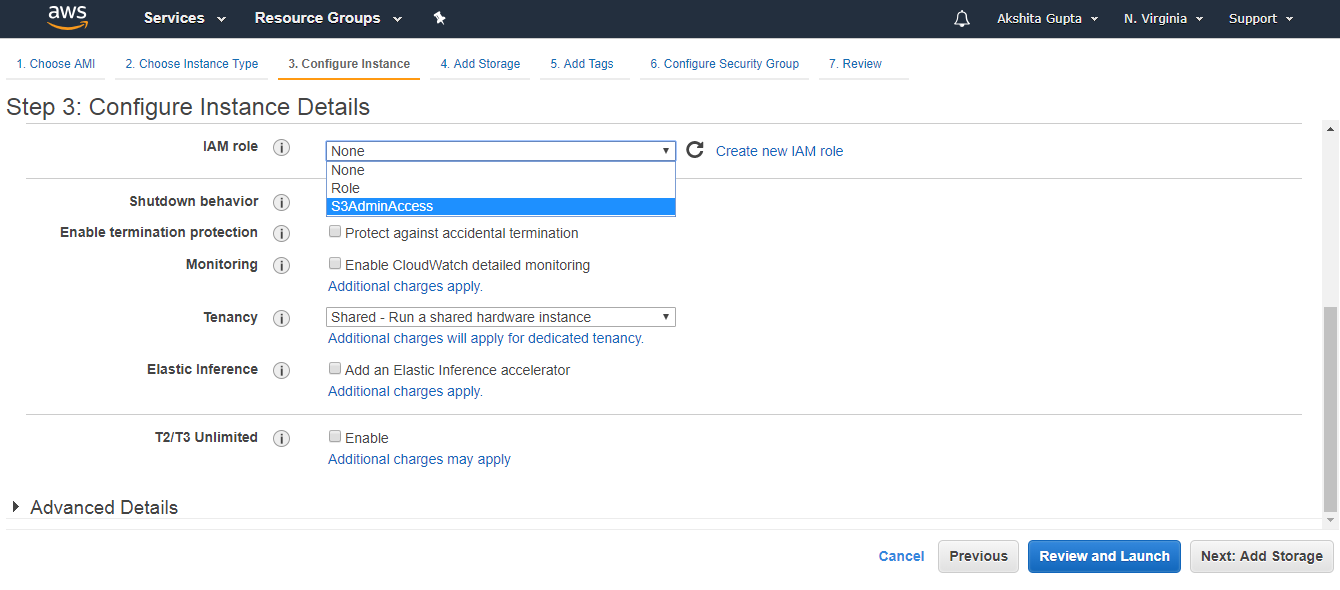 aws Services Resource Groups Akshita Gupta N. Virginia Support
1. Choose AMI 2. Choose Instance Type 3. Configure Instance 4. Add Storage 5. Add Tags 6. Configure Security Group 7. Review
Step 3: Configure Instance Details
IAM role i None Create new IAM role
None
Role
S3AdminAccess
Shutdown behavior i
Enable termination protection i Protect against accidental termination
Monitoring i Enable CloudWatch detailed monitoring
Additional charges apply.
Tenancy i Shared - Run a shared hardware instance
Additional charges will apply for dedicated tenancy.
Elastic Inference i Add an Elastic Inference accelerator
Additional charges apply.
T2/T3 Unlimited i Enable
Additional charges may apply
Advanced Details
Cancel Previous Review and Launch Next: Add Storage